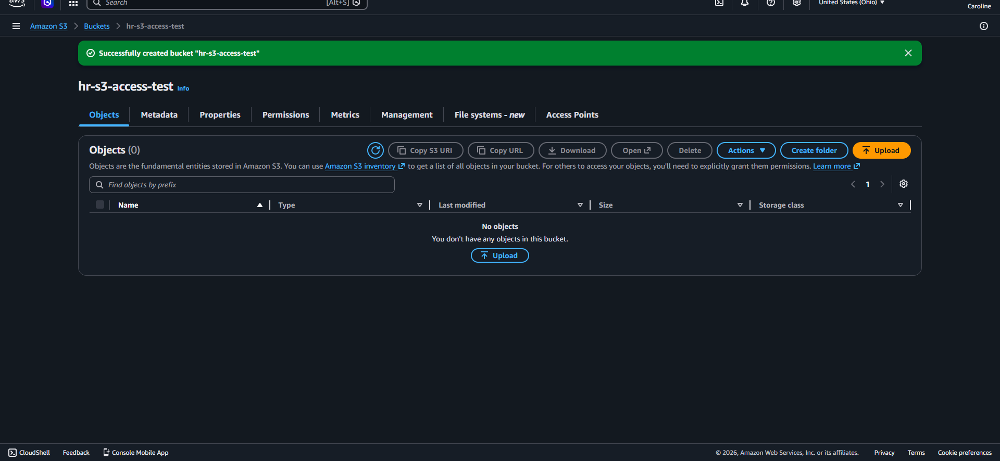 aws
Search [Alt+S] United States (Ohio)
Caroline
Amazon S3 Buckets hr-s3-access-test
Successfully created bucket "hr-s3-access-test"
hr-s3-access-test Info
Objects Metadata Properties Permissions Metrics Management File systems - new Access Points
Objects (0) Copy S3 URI Copy URL Download Open Delete Actions Create folder Upload
Objects are the fundamental entities stored in Amazon S3. You can use Amazon S3 inventory to get a list of all objects in your bucket. For others to access your objects, you'll need to explicitly grant them permissions. Learn more
Find objects by prefix 1
Name Type Last modified Size Storage class
No objects
You don't have any objects in this bucket.
Upload
CloudShell Feedback Console Mobile App © 2026, Amazon Web Services, Inc. or its affiliates. Privacy Terms Cookie preferences